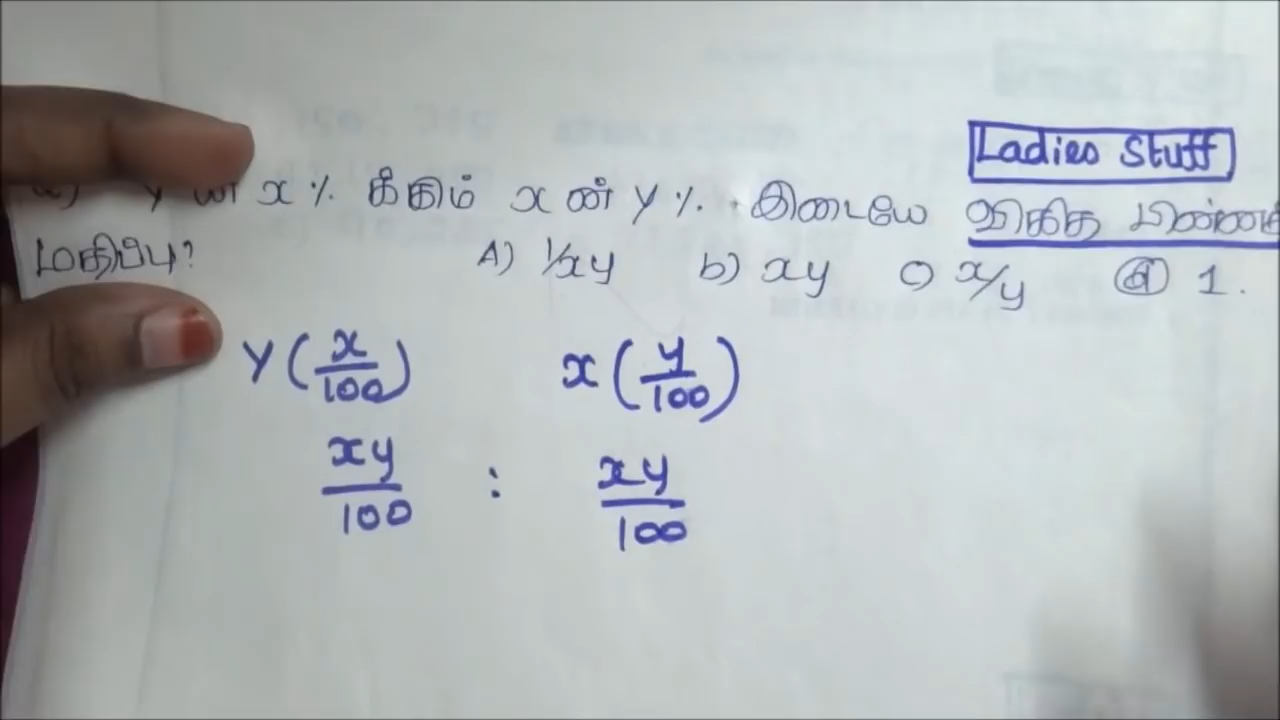 Ladies Stuff
x % க்கும் x ன் y % இடையே விகித
மதிப்பு? A) 1/xy b) xy c) x/y d) 1.
Y(x/100) x(y/100)
xy/100 : xy/100